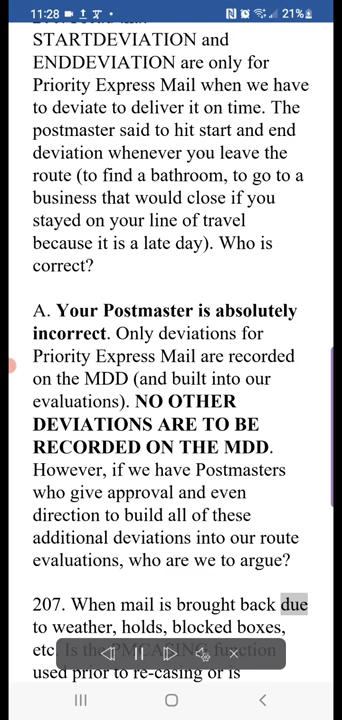 11:28
21%
STARTDEVIATION and
ENDDEVIATION are only for
Priority Express Mail when we have
to deviate to deliver it on time. The
postmaster said to hit start and end
deviation whenever you leave the
route (to find a bathroom, to go to a
business that would close if you
stayed on your line of travel
because it is a late day). Who is
correct?
A. Your Postmaster is absolutely
incorrect. Only deviations for
Priority Express Mail are recorded
on the MDD (and built into our
evaluations). NO OTHER
DEVIATIONS ARE TO BE
RECORDED ON THE MDD.
However, if we have Postmasters
who give approval and even
direction to build all of these
additional deviations into our route
evaluations, who are we to argue?
207. When mail is brought back due
to weather, holds, blocked boxes,
etc. Is the PMCASING function
used prior to re-casing or is